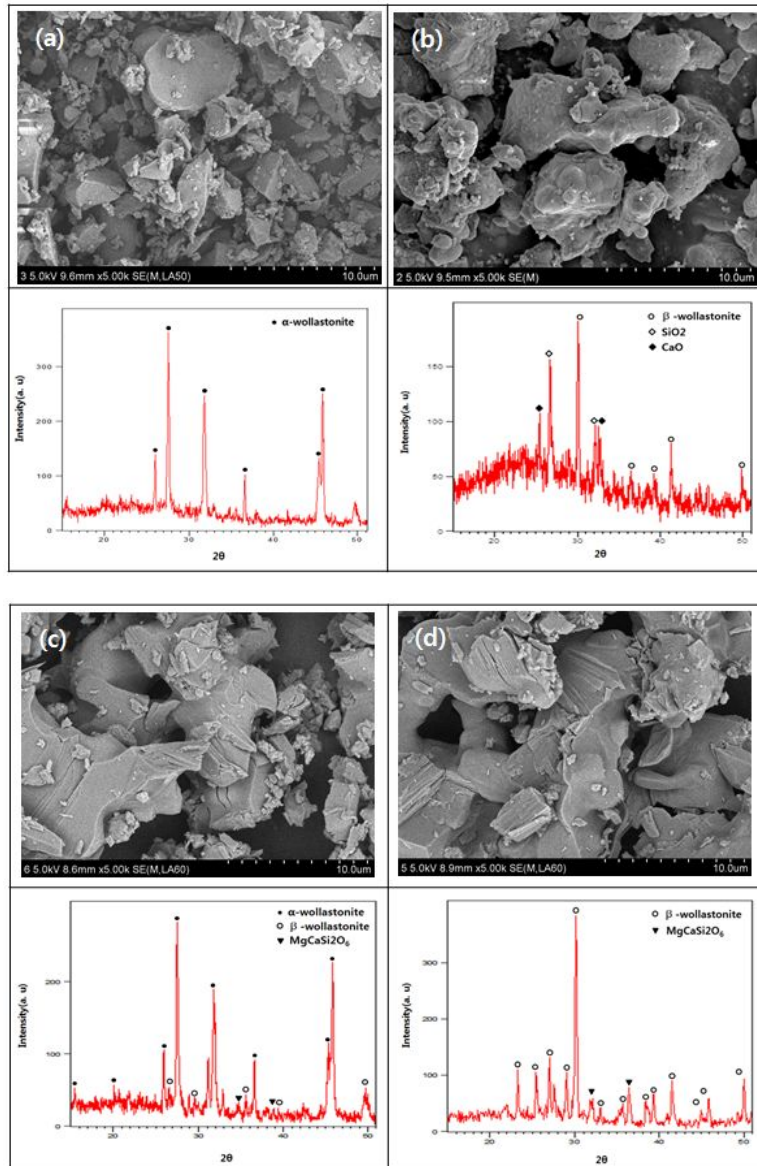 (a)
(b)
3 5.0kV 9.6mm x5.00k SE(M,LA50)
10.0um
2 5.0kV 9.5mm x5.00k SE(M)
10.0um
α-wollastonite
300
200
100
0
20
30
40
50
Intensity(a. u)
2θ
β -wollastonite
SiO2
CaO
150
100
50
0
20
30
40
50
Intensity(a. u)
2θ
(c)
(d)
6 5.0kV 8.6mm x5.00k SE(M,LA60)
10.0um
5 5.0kV 8.9mm x5.00k SE(M,LA60)
10.0um
α-wollastonite
β -wollastonite
MgCaSi2O₆
200
100
0
20
30
40
50
Intensity(a. u)
2θ
β -wollastonite
MgCaSi2O₆
300
200
100
0
20
30
40
50
Intensity(a. u)
2θ